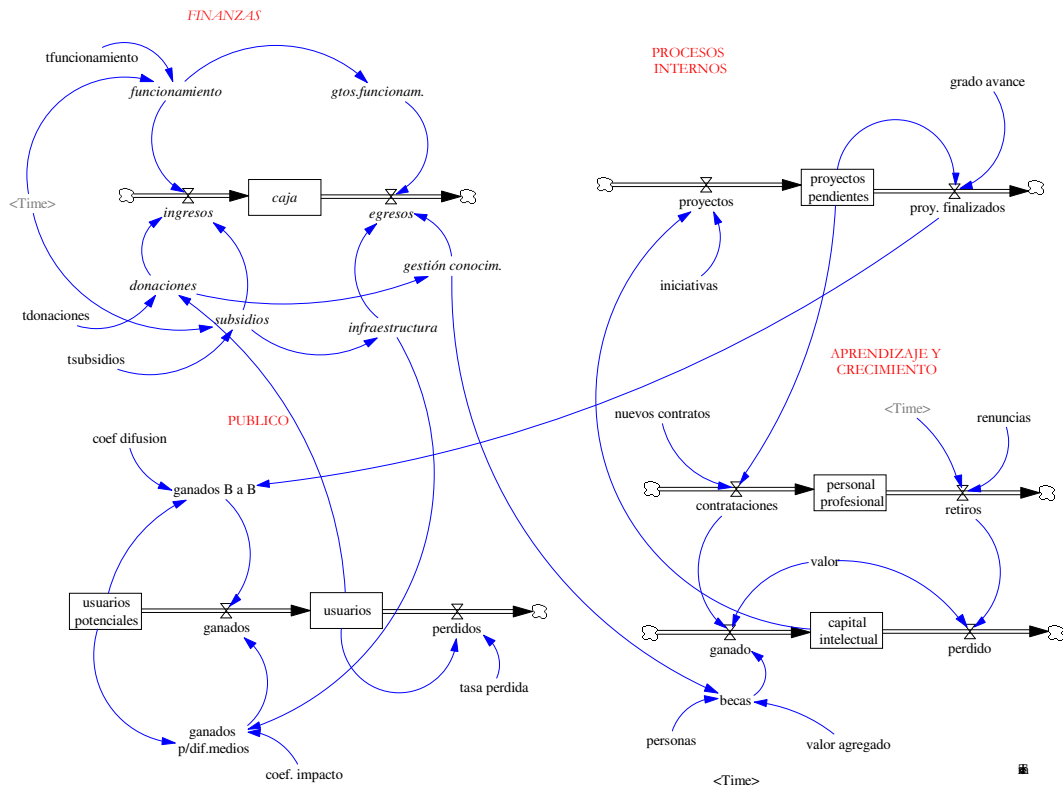 FINANZAS
tfuncionamiento
funcionamiento
gtos.funcionam.
<Time>
caja
ingresos
egresos
gestión conocim.
donaciones
tdonaciones
subsidios
infraestructura
tsubsidios
PROCESOS
INTERNOS
grado avance
proyectos
pendientes
proyectos
proy. finalizados
iniciativas
PUBLICO
coef difusion
ganados B a B
usuarios
potenciales
usuarios
ganados
perdidos
tasa perdida
ganados
p/dif.medios
coef. impacto
APRENDIZAJE Y
CRECIMIENTO
<Time>
nuevos contratos
renuncias
personal
profesional
contrataciones
retiros
valor
capital
intelectual
ganado
perdido
becas
personas
valor agregado
<Time>